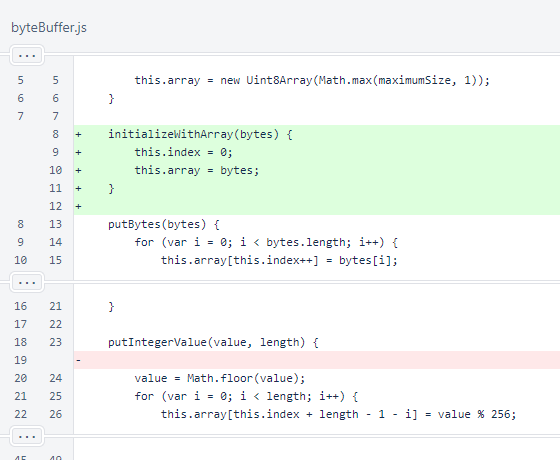 byteBuffer.js
...
5 5 this.array = new Uint8Array(Math.max(maximumSize, 1));
6 6 }
7 7
8 + initializeWithArray(bytes) {
9 + this.index = 0;
10 + this.array = bytes;
11 + }
12 +
8 13 putBytes(bytes) {
9 14 for (var i = 0; i < bytes.length; i++) {
10 15 this.array[this.index++] = bytes[i];
...
16 21 }
17 22
18 23 putIntegerValue(value, length) {
19 -
20 24 value = Math.floor(value);
21 25 for (var i = 0; i < length; i++) {
22 26 this.array[this.index + length - 1 - i] = value % 256;
...